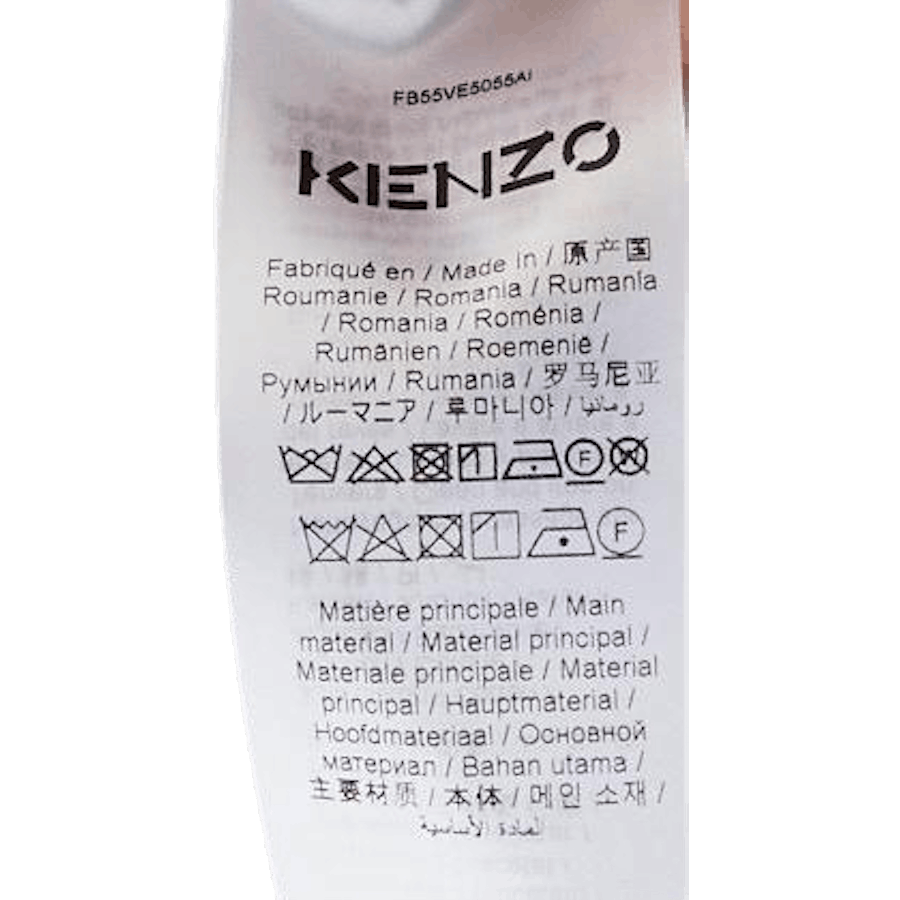 FB55VE5055AI
KENZO
Fabriqué en / Made in / 原产国
Roumanie / Romania / Rumania
/ Romania / Roménia /
Rumänien / Roemenië /
Румынии / Rumania / 罗马尼亚
/ ルーマニア / 루마니아 / رومانيا
F W
F
Matière principale / Main
material / Material principal /
Materiale principale / Material
principal / Hauptmaterial /
Hoofdmateriaal / Основной
материал / Bahan utama /
主要材质 / 本体 / 메인 소재 /
المادة الأساسية